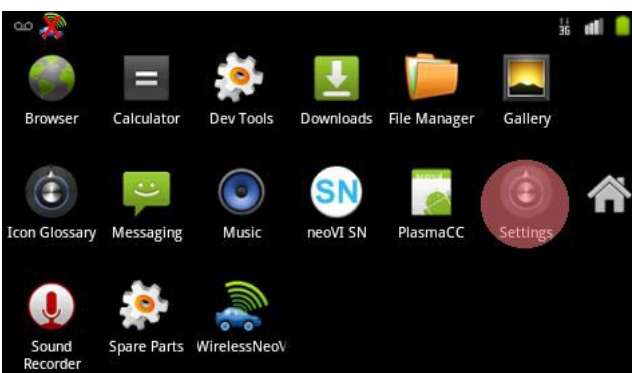 3G
Browser
Calculator
Dev Tools
Downloads
File Manager
Gallery
SN
Icon Glossary
Messaging
Music
neoVI SN
PlasmaCC
Settings
Sound
Recorder
Spare Parts
WirelessNeoV